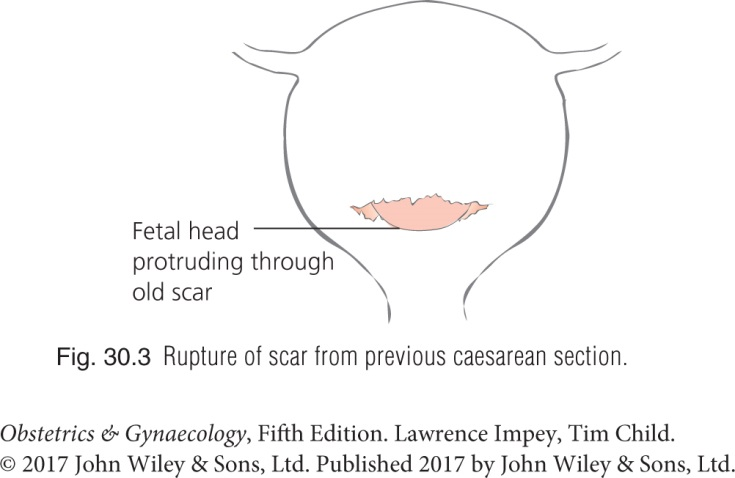 Fetal head
protruding through
old scar
Fig. 30.3 Rupture of scar from previous caesarean section.
Obstetrics & Gynaecology, Fifth Edition. Lawrence Impey, Tim Child.
© 2017 John Wiley & Sons, Ltd. Published 2017 by John Wiley & Sons, Ltd.